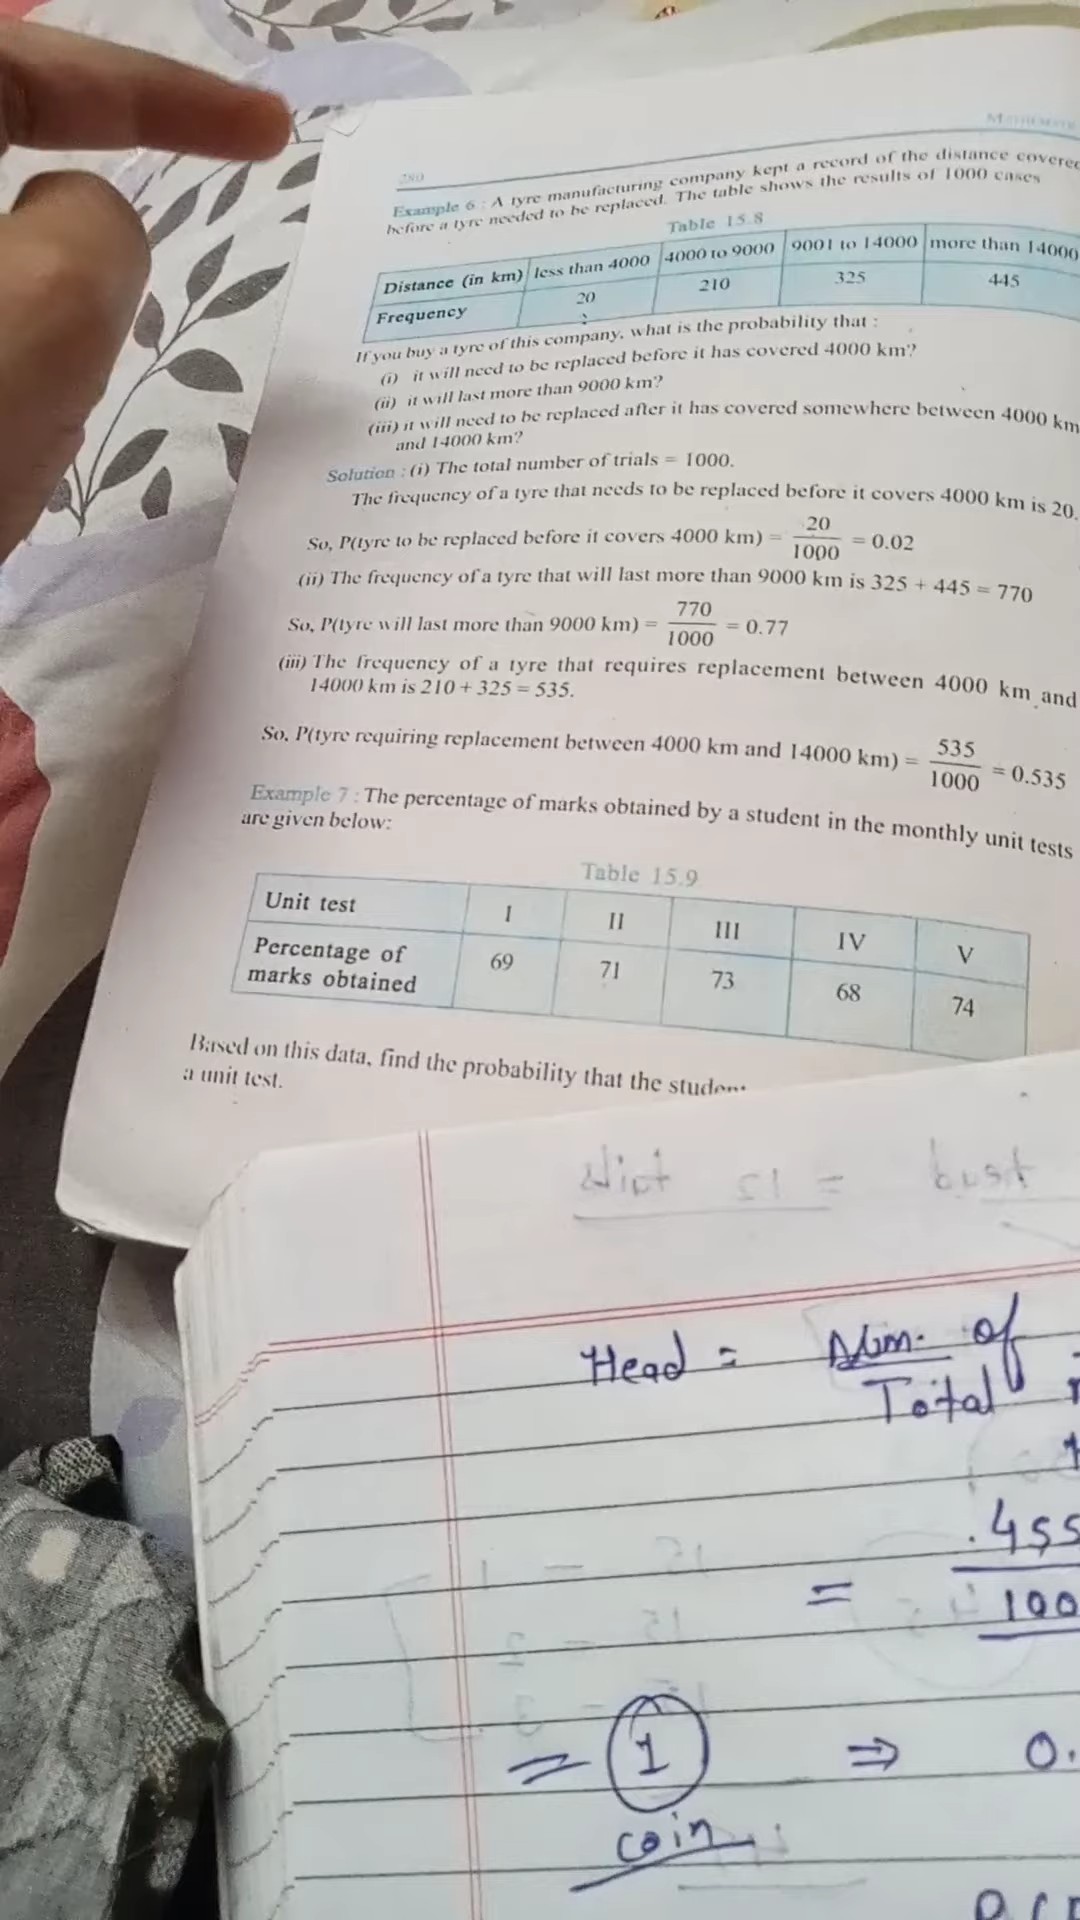 280
Example 6 : A tyre manufacturing company kept a record of the distance covered
before a tyre needed to be replaced. The table shows the results of 1000 cases
Table 15.8
Distance (in km) less than 4000 4000 to 9000 9001 to 14000 more than 14000
Frequency 20 210 325 445
If you buy a tyre of this company, what is the probability that :
(i) it will need to be replaced before it has covered 4000 km?
(ii) it will last more than 9000 km?
(iii) it will need to be replaced after it has covered somewhere between 4000 km
and 14000 km?
Solution : (i) The total number of trials = 1000.
The frequency of a tyre that needs to be replaced before it covers 4000 km is 20.
So, P(tyre to be replaced before it covers 4000 km) = 20/1000 = 0.02
(ii) The frequency of a tyre that will last more than 9000 km is 325 + 445 = 770
So, P(tyre will last more than 9000 km) = 770/1000 = 0.77
(iii) The frequency of a tyre that requires replacement between 4000 km and
14000 km is 210 + 325 = 535.
So, P(tyre requiring replacement between 4000 km and 14000 km) = 535/1000 = 0.535
Example 7 : The percentage of marks obtained by a student in the monthly unit tests
are given below:
Table 15.9
Unit test I II III IV V
Percentage of
marks obtained 69 71 73 68 74
Based on this data, find the probability that the
a unit test.
Head = Num. of
Total
= 455
100
= 1 ⇒ 0.
coin